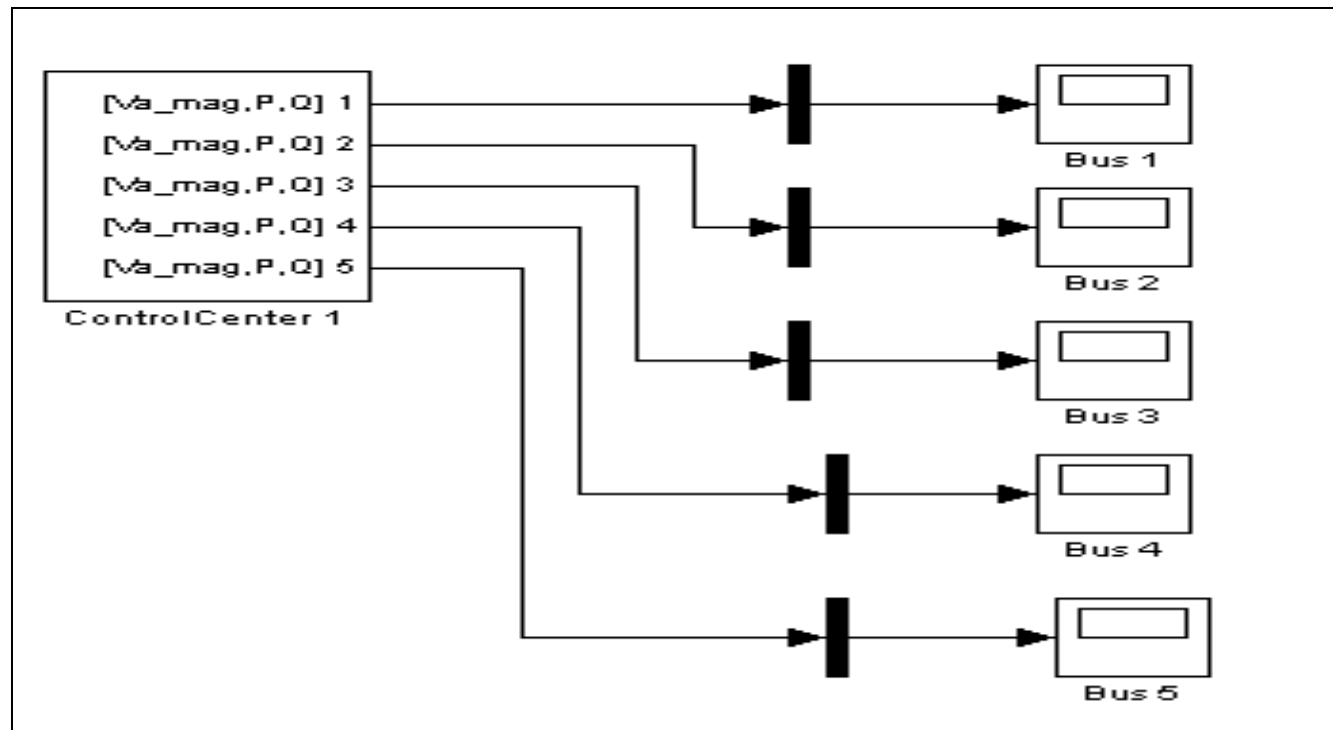 [Va_mag,P,Q] 1
[Va_mag,P,Q] 2
[Va_mag,P,Q] 3
[Va_mag,P,Q] 4
[Va_mag,P,Q] 5
ControlCenter 1
Bus 1
Bus 2
Bus 3
Bus 4
Bus 5